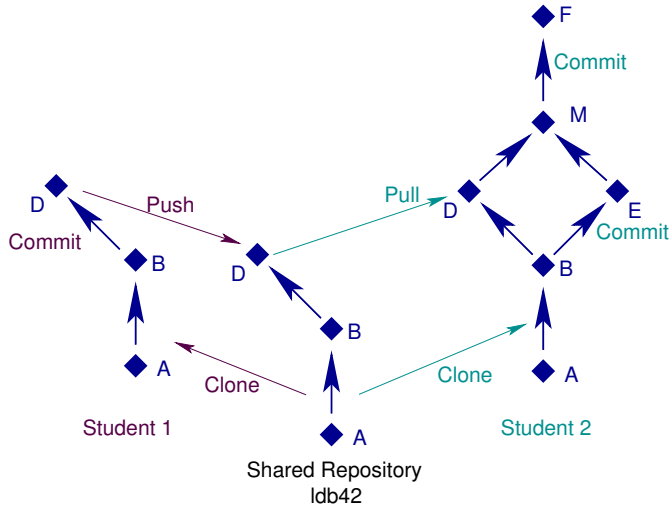 F
Commit
M
D
Push
Pull
D
E
Commit
Commit
B
D
B
B
A
Clone
Clone
A
Student 1
Student 2
A
Shared Repository
ldb42